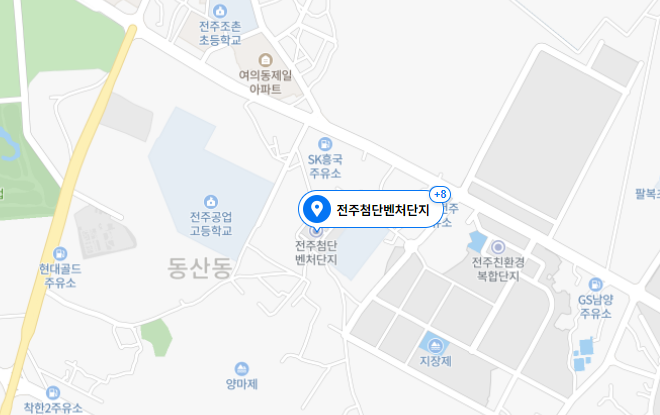 전주조촌
초등학교
여의동제일
아파트
SK흥국
주유소
+8
전주첨단벤처단지
팔복
전주공업
고등학교
전주첨단
벤처단지
전주친환경
복합단지
동산동
현대골드
주유소
GS남양
주유소
지장제
양마제
착한2주유소